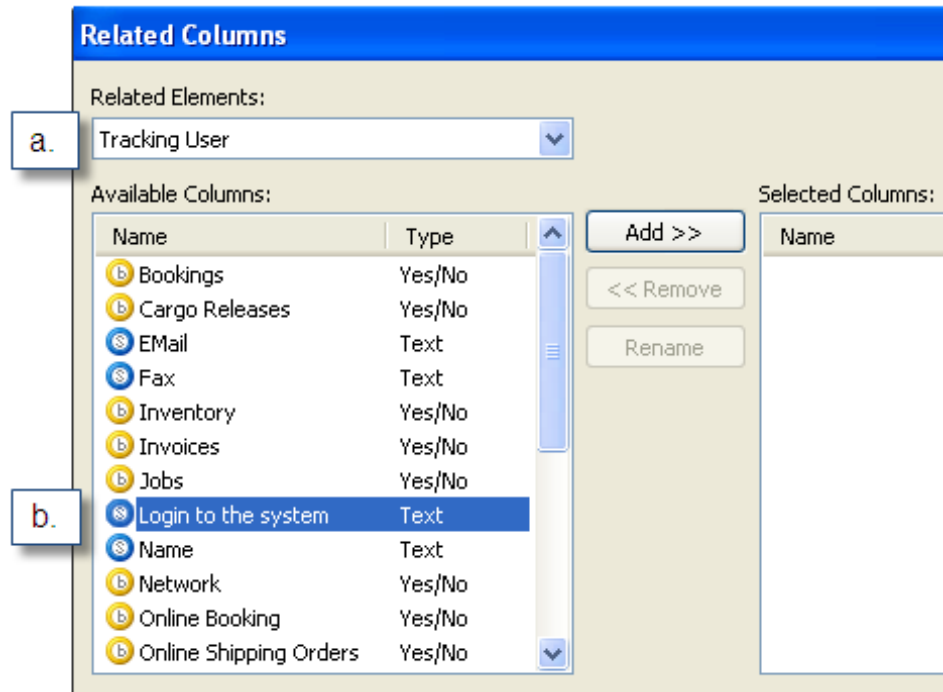 Related Columns
Related Elements:
a.
Tracking User
Available Columns:
Selected Columns:
Name Type
Add >>
Name
Bookings Yes/No
<< Remove
Cargo Releases Yes/No
EMail Text
Rename
Fax Text
Inventory Yes/No
Invoices Yes/No
Jobs Yes/No
b.
Login to the system Text
Name Text
Network Yes/No
Online Booking Yes/No
Online Shipping Orders Yes/No